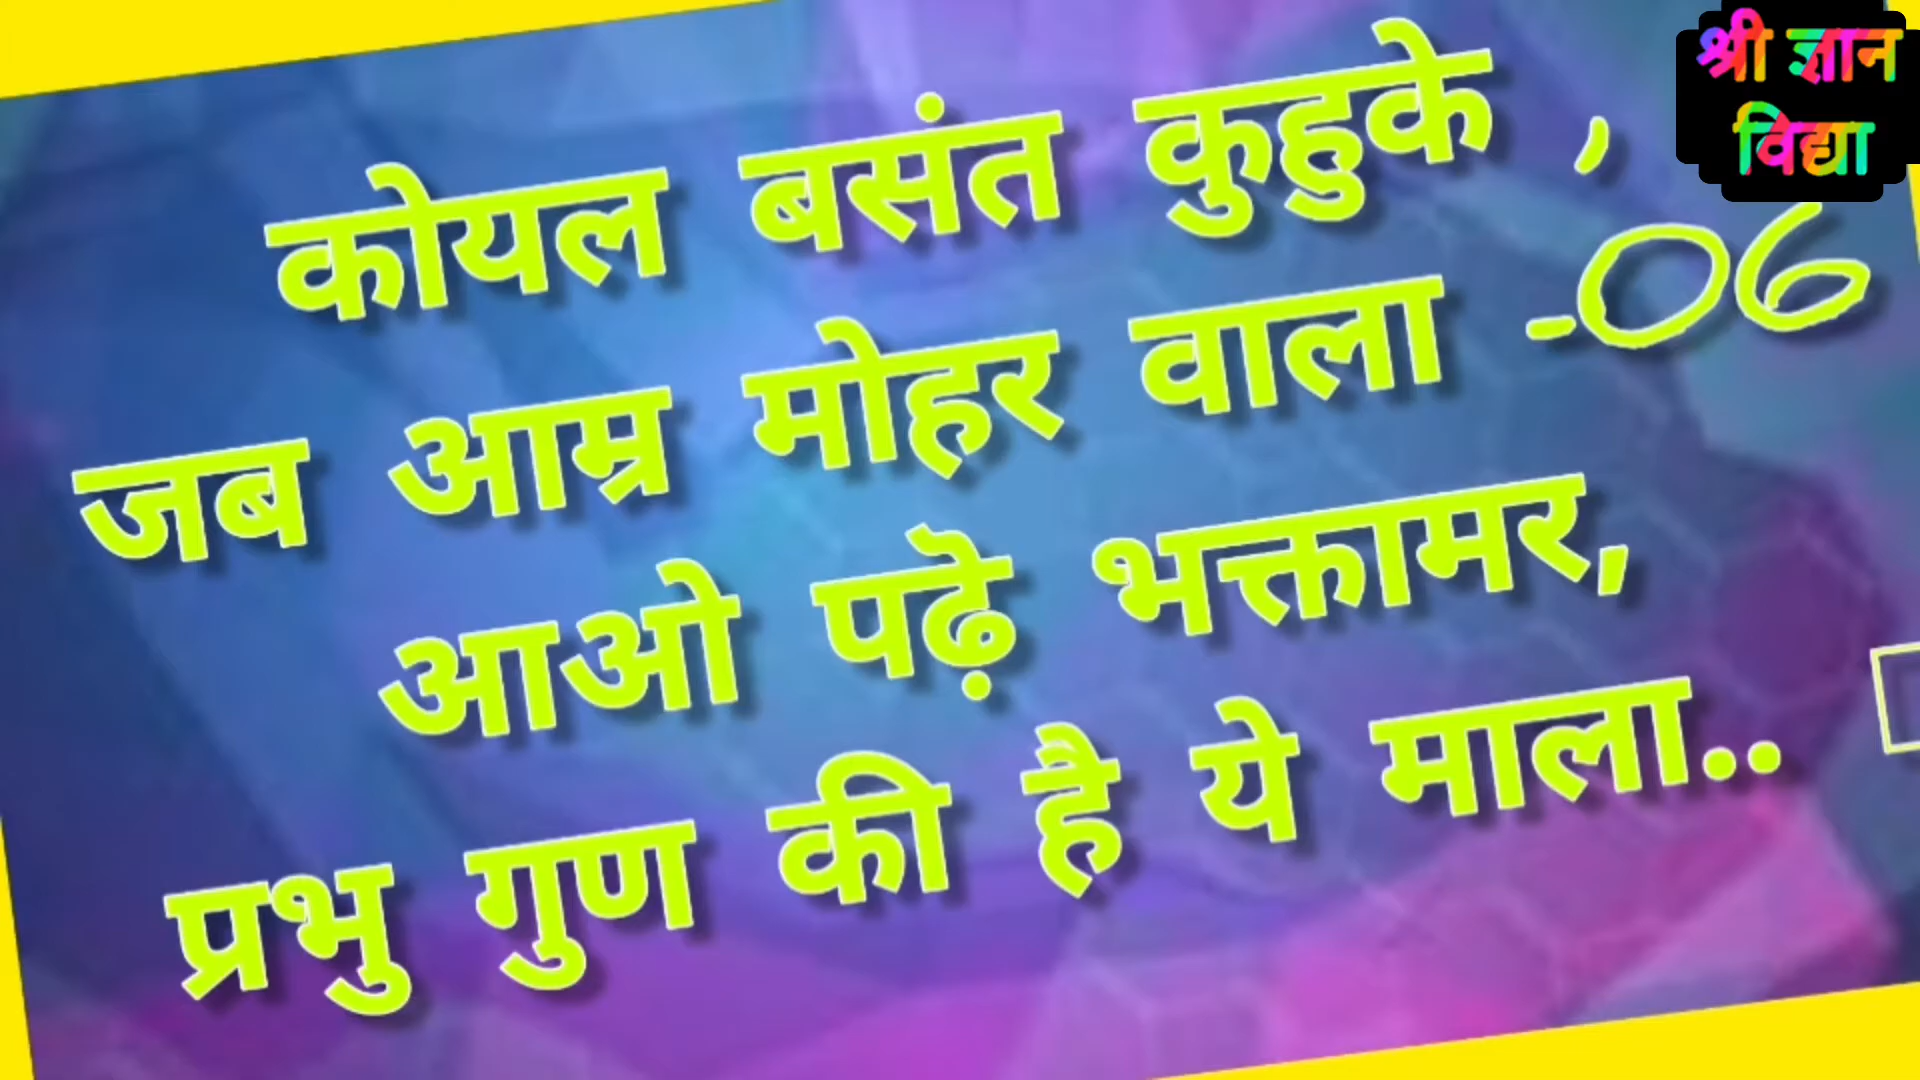 श्री ज्ञान
विद्या
कोयल बसंत कुहुके ,
जब आम्र मोहर वाला -06
आओ पढ़े भक्तामर,
प्रभु गुण की है ये माला..